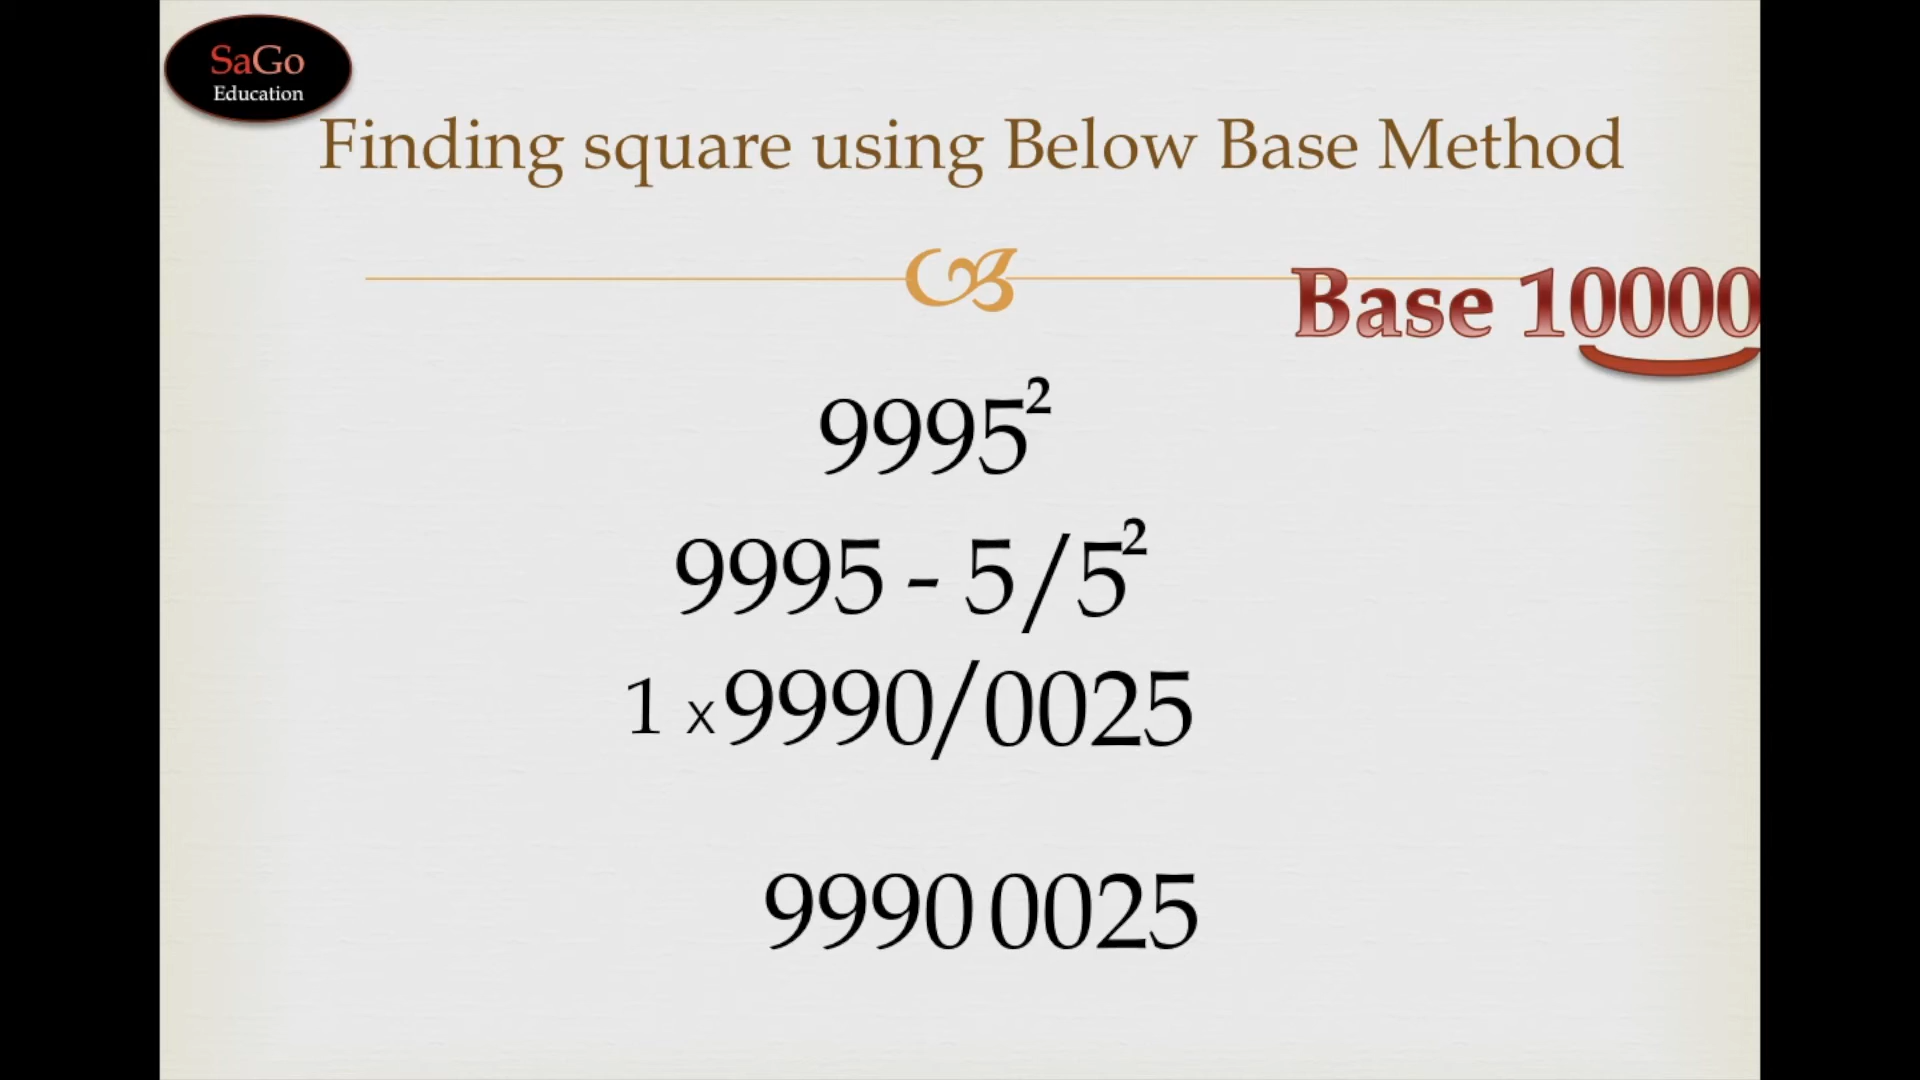 SaGo
Education
Finding square using Below Base Method
Base 10000
9995²
9995 - 5/5²
1 x 9990/0025
9990 0025